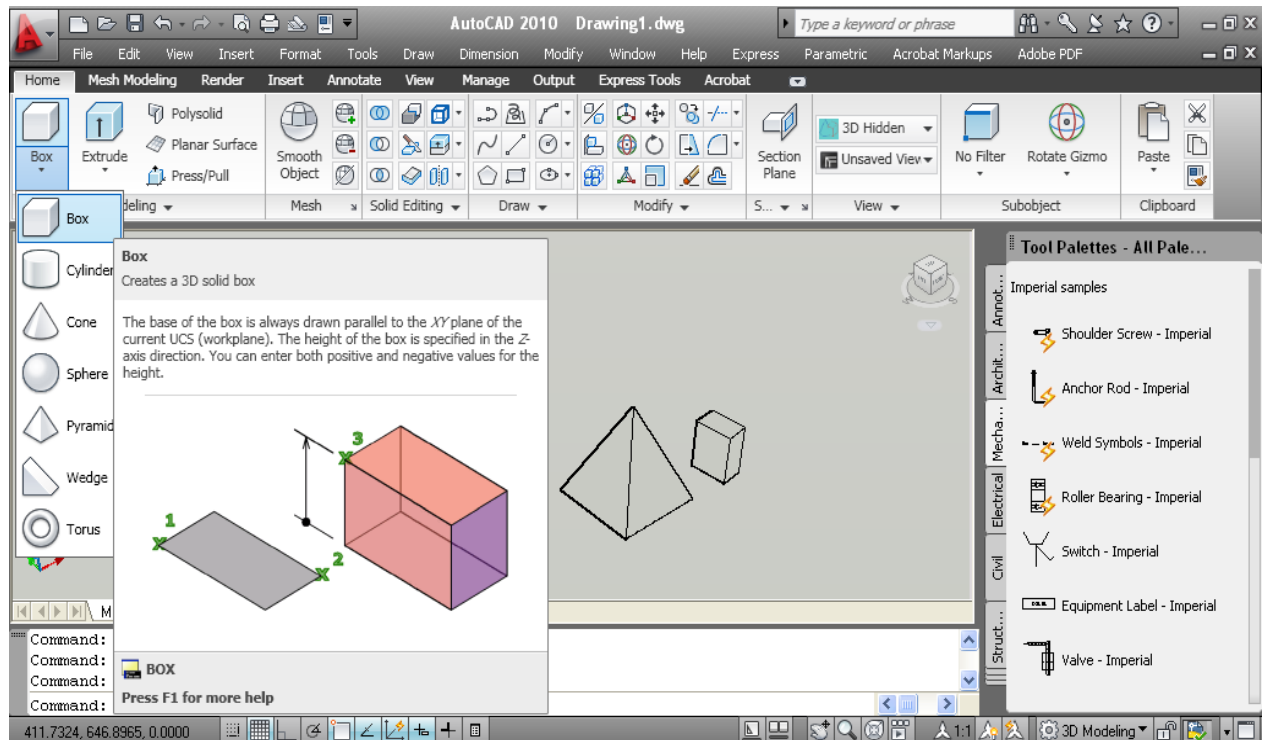 AutoCAD 2010 Drawing1.dwg Type a keyword or phrase
File Edit View Insert Format Tools Draw Dimension Modify Window Help Express Parametric Acrobat Markups Adobe PDF
Home Mesh Modeling Render Insert Annotate View Manage Output Express Tools Acrobat
Polysolid
Planar Surface
Press/Pull
Box
Extrude
Smooth
Object
Section
Plane
3D Hidden
Unsaved View
No Filter
Rotate Gizmo
Paste
deling Mesh Solid Editing Draw Modify S... View Subobject Clipboard
Box
Cylinder
Cone
Sphere
Pyramid
Wedge
Torus
Box
Creates a 3D solid box
The base of the box is always drawn parallel to the XY plane of the
current UCS (workplane). The height of the box is specified in the Z-
axis direction. You can enter both positive and negative values for the
height.
3
1
2
BOX
Press F1 for more help
Tool Palettes - All Pale...
Imperial samples
Shoulder Screw - Imperial
Anchor Rod - Imperial
Weld Symbols - Imperial
Roller Bearing - Imperial
Switch - Imperial
Equipment Label - Imperial
Valve - Imperial
Annot...
Archit...
Mecha...
Electrical
Civil
Struct...
M
Command:
Command:
Command:
Command:
411.7324, 646.8965, 0.0000 1:1 3D Modeling